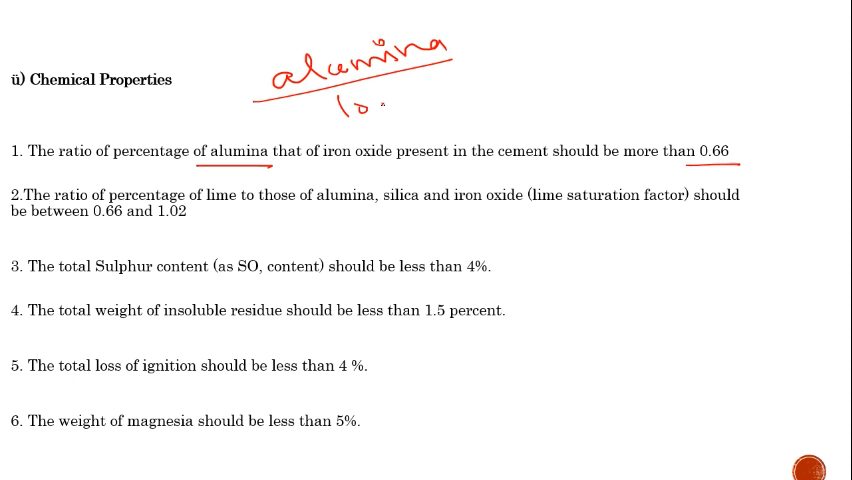 ü) Chemical Properties
alumina
1. The ratio of percentage of alumina that of iron oxide present in the cement should be more than 0.66
2.The ratio of percentage of lime to those of alumina, silica and iron oxide (lime saturation factor) should
be between 0.66 and 1.02
3. The total Sulphur content (as SO, content) should be less than 4%.
4. The total weight of insoluble residue should be less than 1.5 percent.
5. The total loss of ignition should be less than 4 %.
6. The weight of magnesia should be less than 5%.